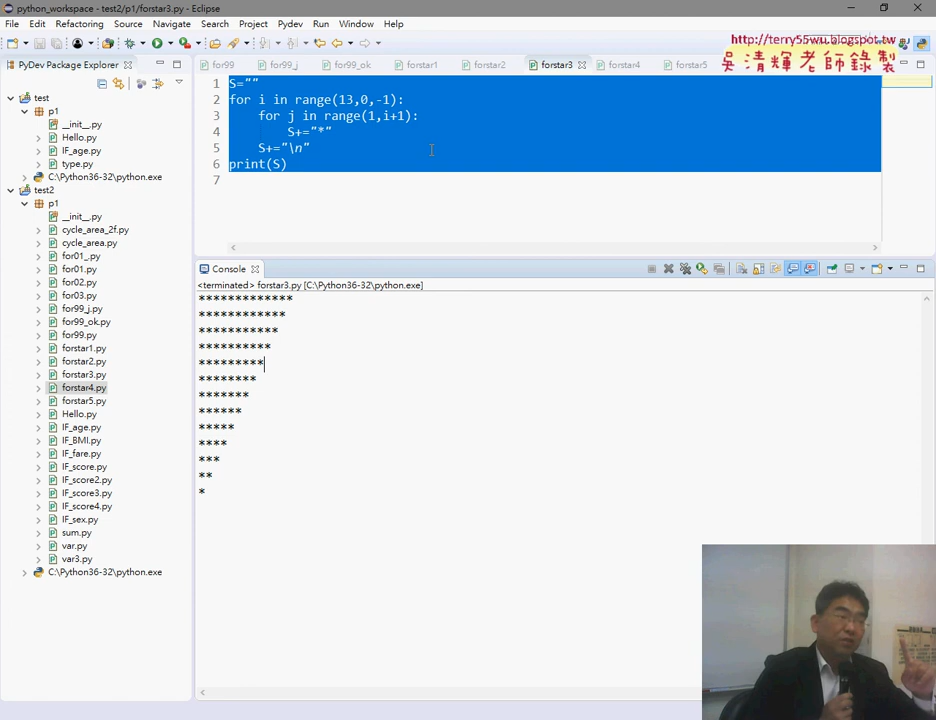 python_workspace - test2/p1/forstar3.py - Eclipse
File Edit Refactoring Source Navigate Search Project Pydev Run Window Help
http://terry55wu.blogspot.tw
吳清輝老師錄製
PyDev Package Explorer
for99 for99_j for99_ok forstar1 forstar2 forstar3 forstar4 forstar5
test
p1
__init__.py
Hello.py
IF_age.py
type.py
C:\Python36-32\python.exe
test2
p1
__init__.py
cycle_area_2f.py
cycle_area.py
for01_.py
for01.py
for02.py
for03.py
for99_j.py
for99_ok.py
for99.py
forstar1.py
forstar2.py
forstar3.py
forstar4.py
forstar5.py
Hello.py
IF_age.py
IF_BMI.py
IF_fare.py
IF_score.py
IF_score2.py
IF_score3.py
IF_score4.py
IF_sex.py
sum.py
var.py
var3.py
C:\Python36-32\python.exe
1 S=""
2 for i in range(13,0,-1):
3 for j in range(1,i+1):
4 S+="*"
5 S+="\n"
6 print(S)
7
Console
<terminated> forstar3.py [C:\Python36-32\python.exe]
*************
************
***********
**********
*********
********
*******
******
*****
****
***
**
*